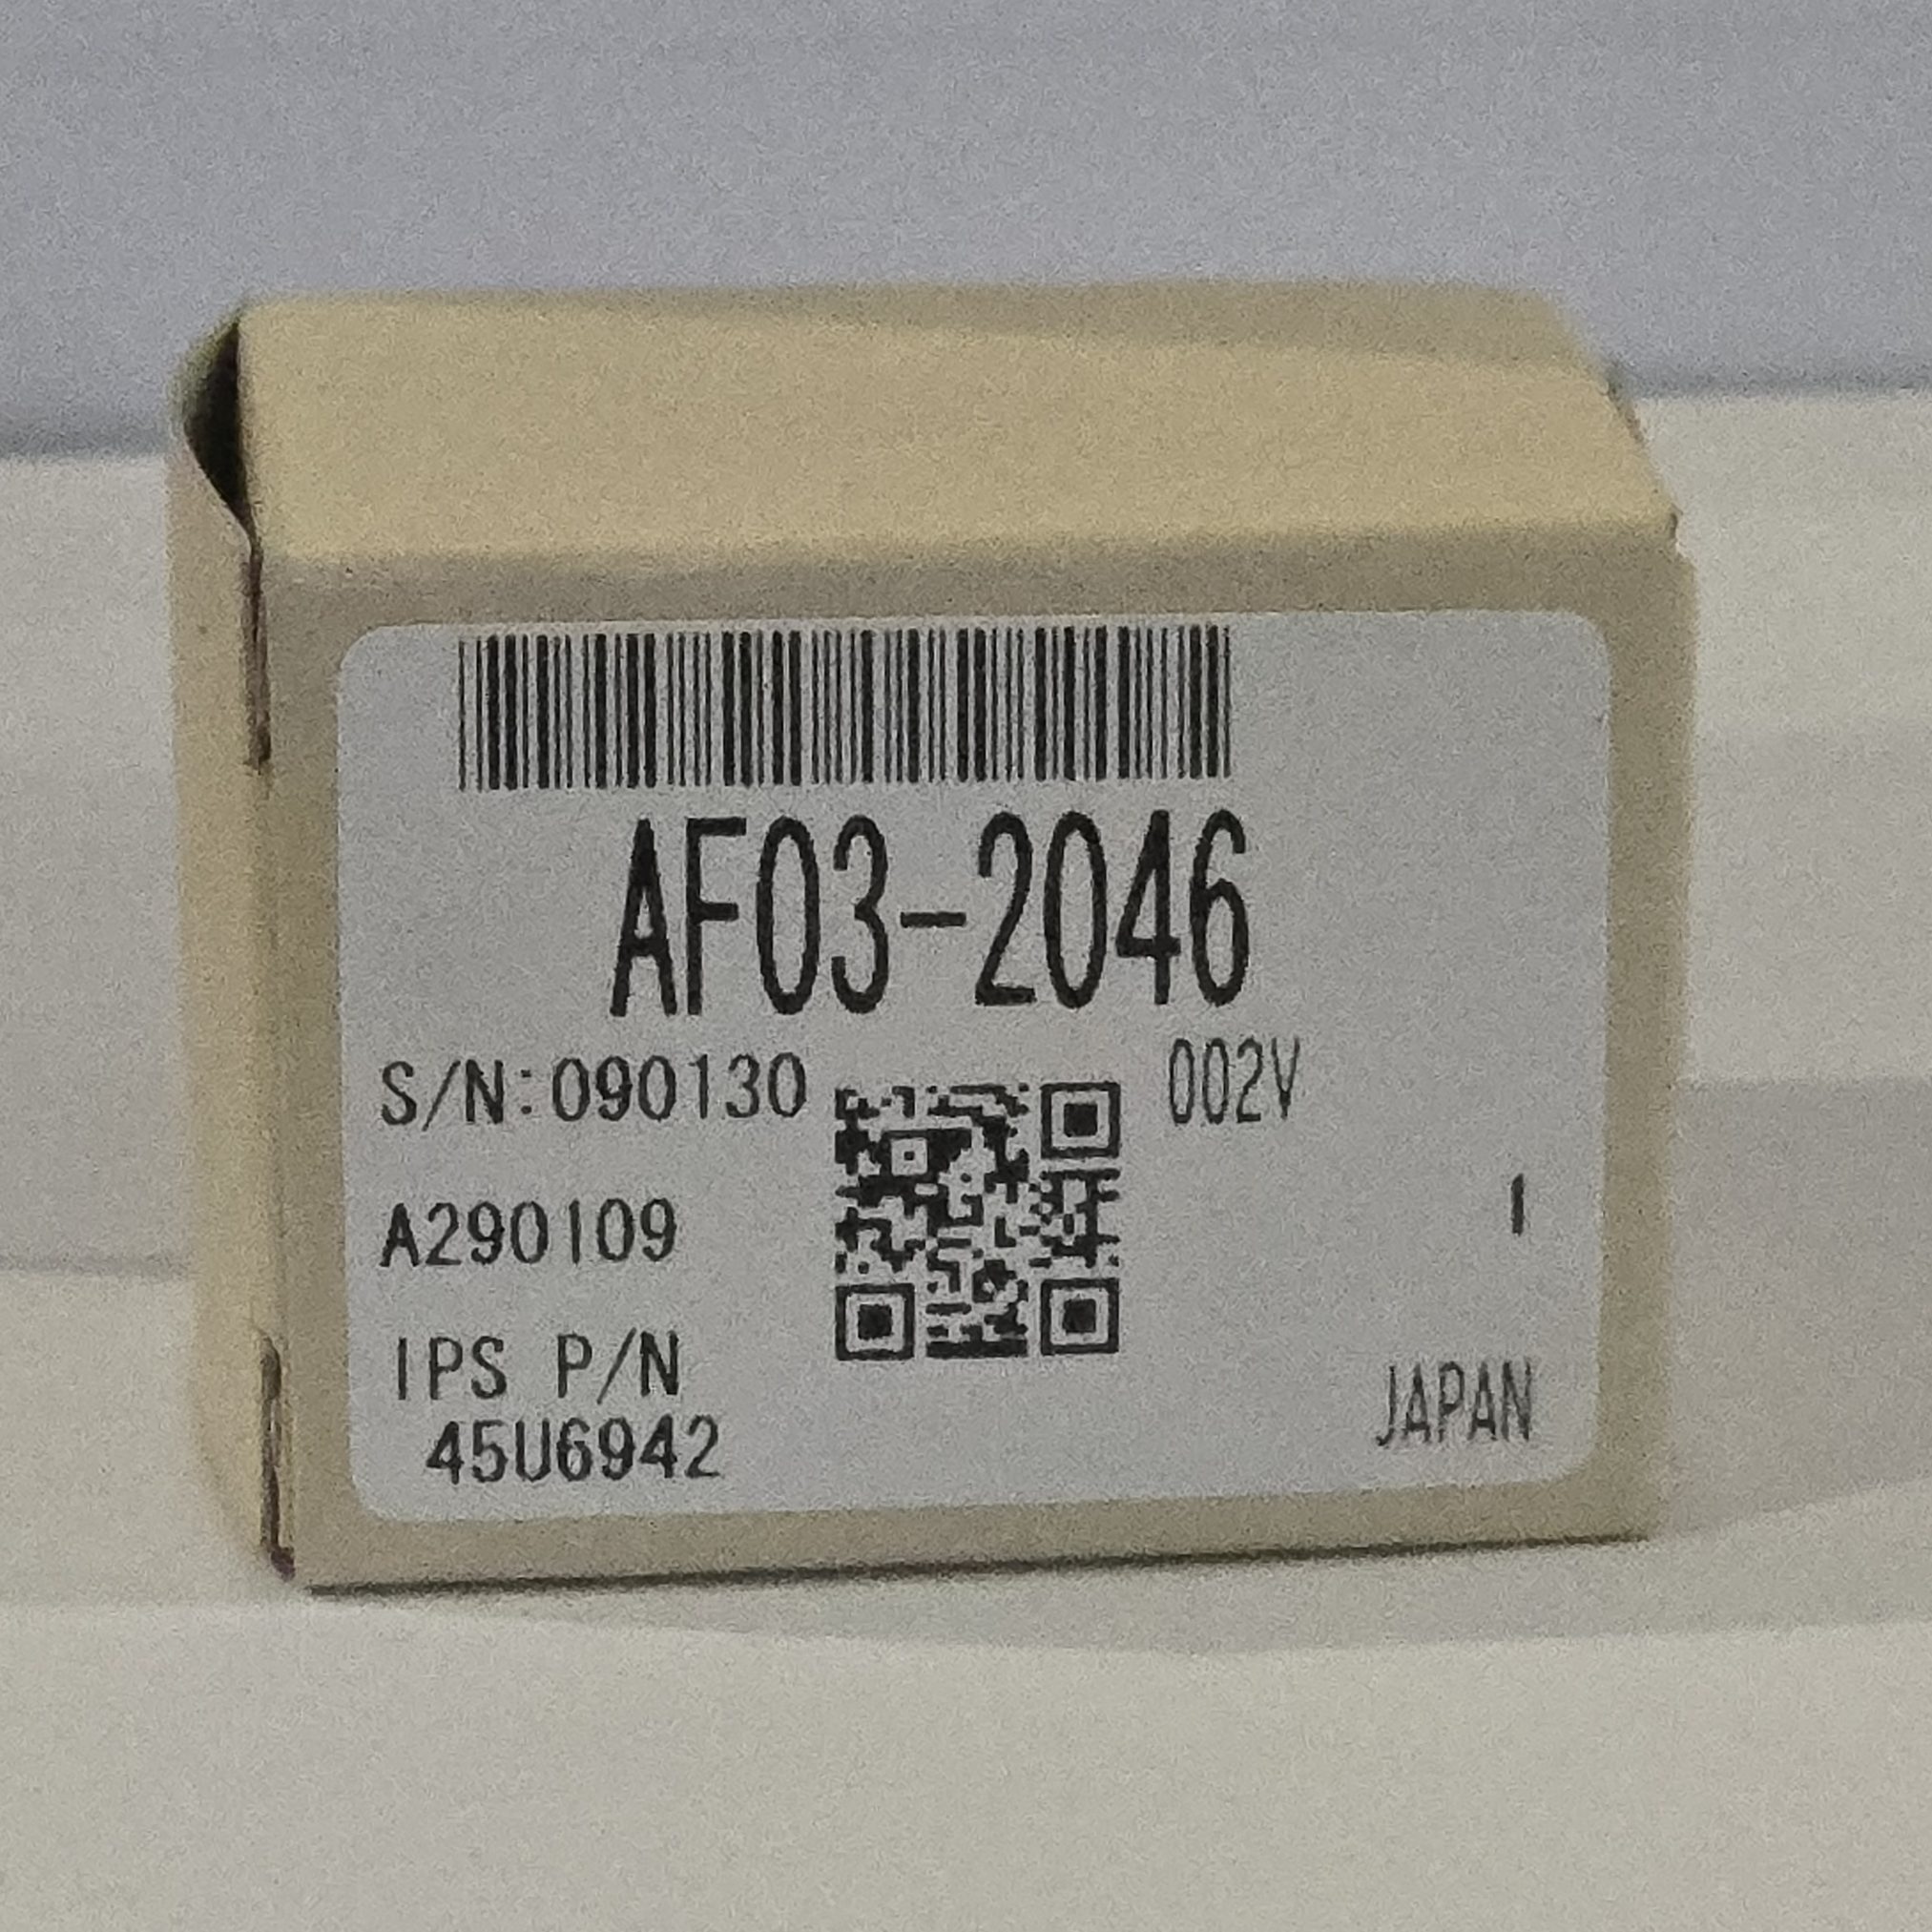 AF03-2046
S/N:090130 002V
A290109 1
IPS P/N
45U6942
JAPAN